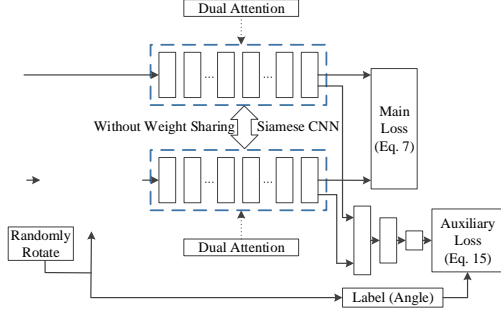 Dual Attention
... ...
Without Weight Sharing
Siamese CNN
Main
Loss
(Eq. 7)
... ...
Randomly
Rotate
Dual Attention
Auxiliary
Loss
(Eq. 15)
Label (Angle)